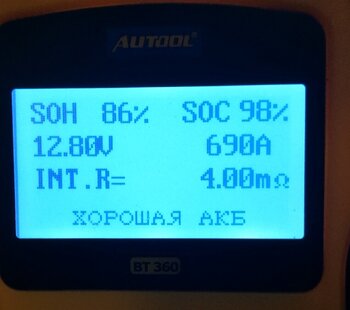 AUTOOL
SOH 86% SOC 98%
12.80V 690A
INT.R= 4.00mΩ
ХОРОШАЯ АКБ
BT 360